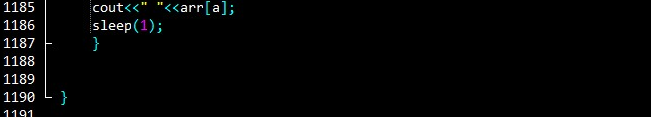 1185 cout<<" "<<arr[a];
1186 sleep(1);
1187 }
1188
1189
1190 }
1191